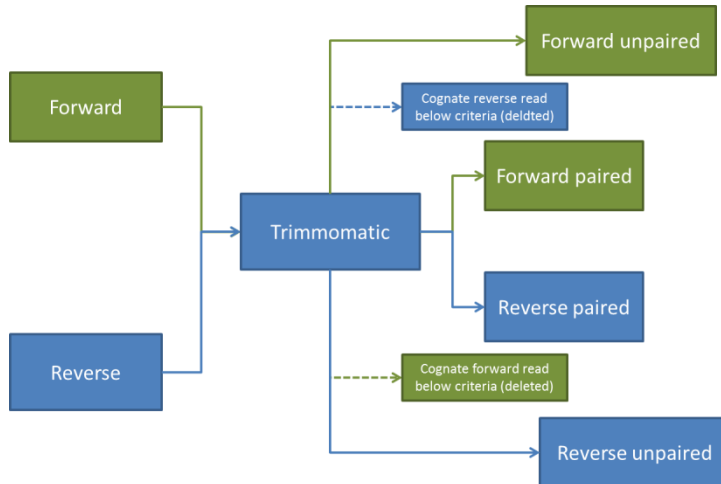 Forward unpaired
Forward
Cognate reverse read
below criteria (deldted)
Forward paired
Trimmomatic
Reverse paired
Reverse
Cognate forward read
below criteria (deleted)
Reverse unpaired